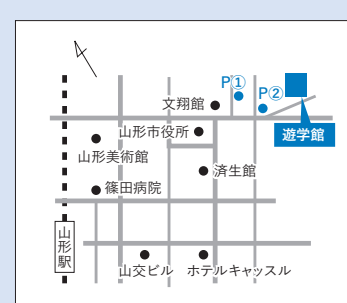 P①
P②
文翔館
遊学館
山形市役所
山形美術館
済生館
篠田病院
山形駅
山交ビル
ホテルキャッスル